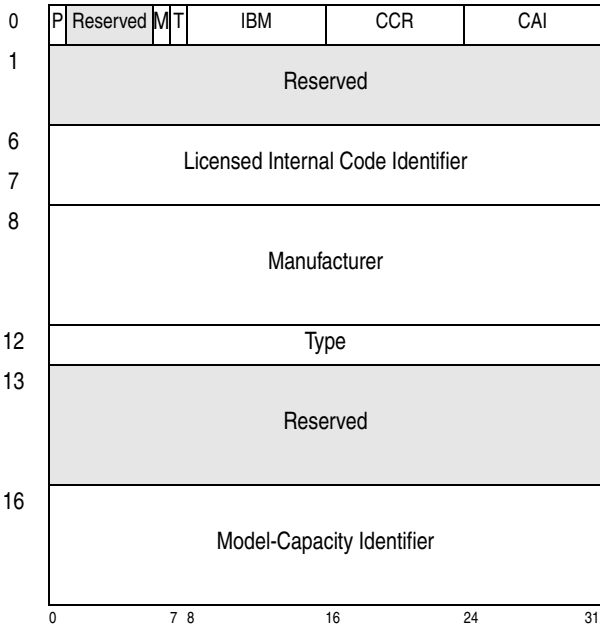 0 P Reserved M T IBM CCR CAI
1 Reserved
6
Licensed Internal Code Identifier
7
8
Manufacturer
12 Type
13
Reserved
16
Model-Capacity Identifier
0 7 8 16 24 31